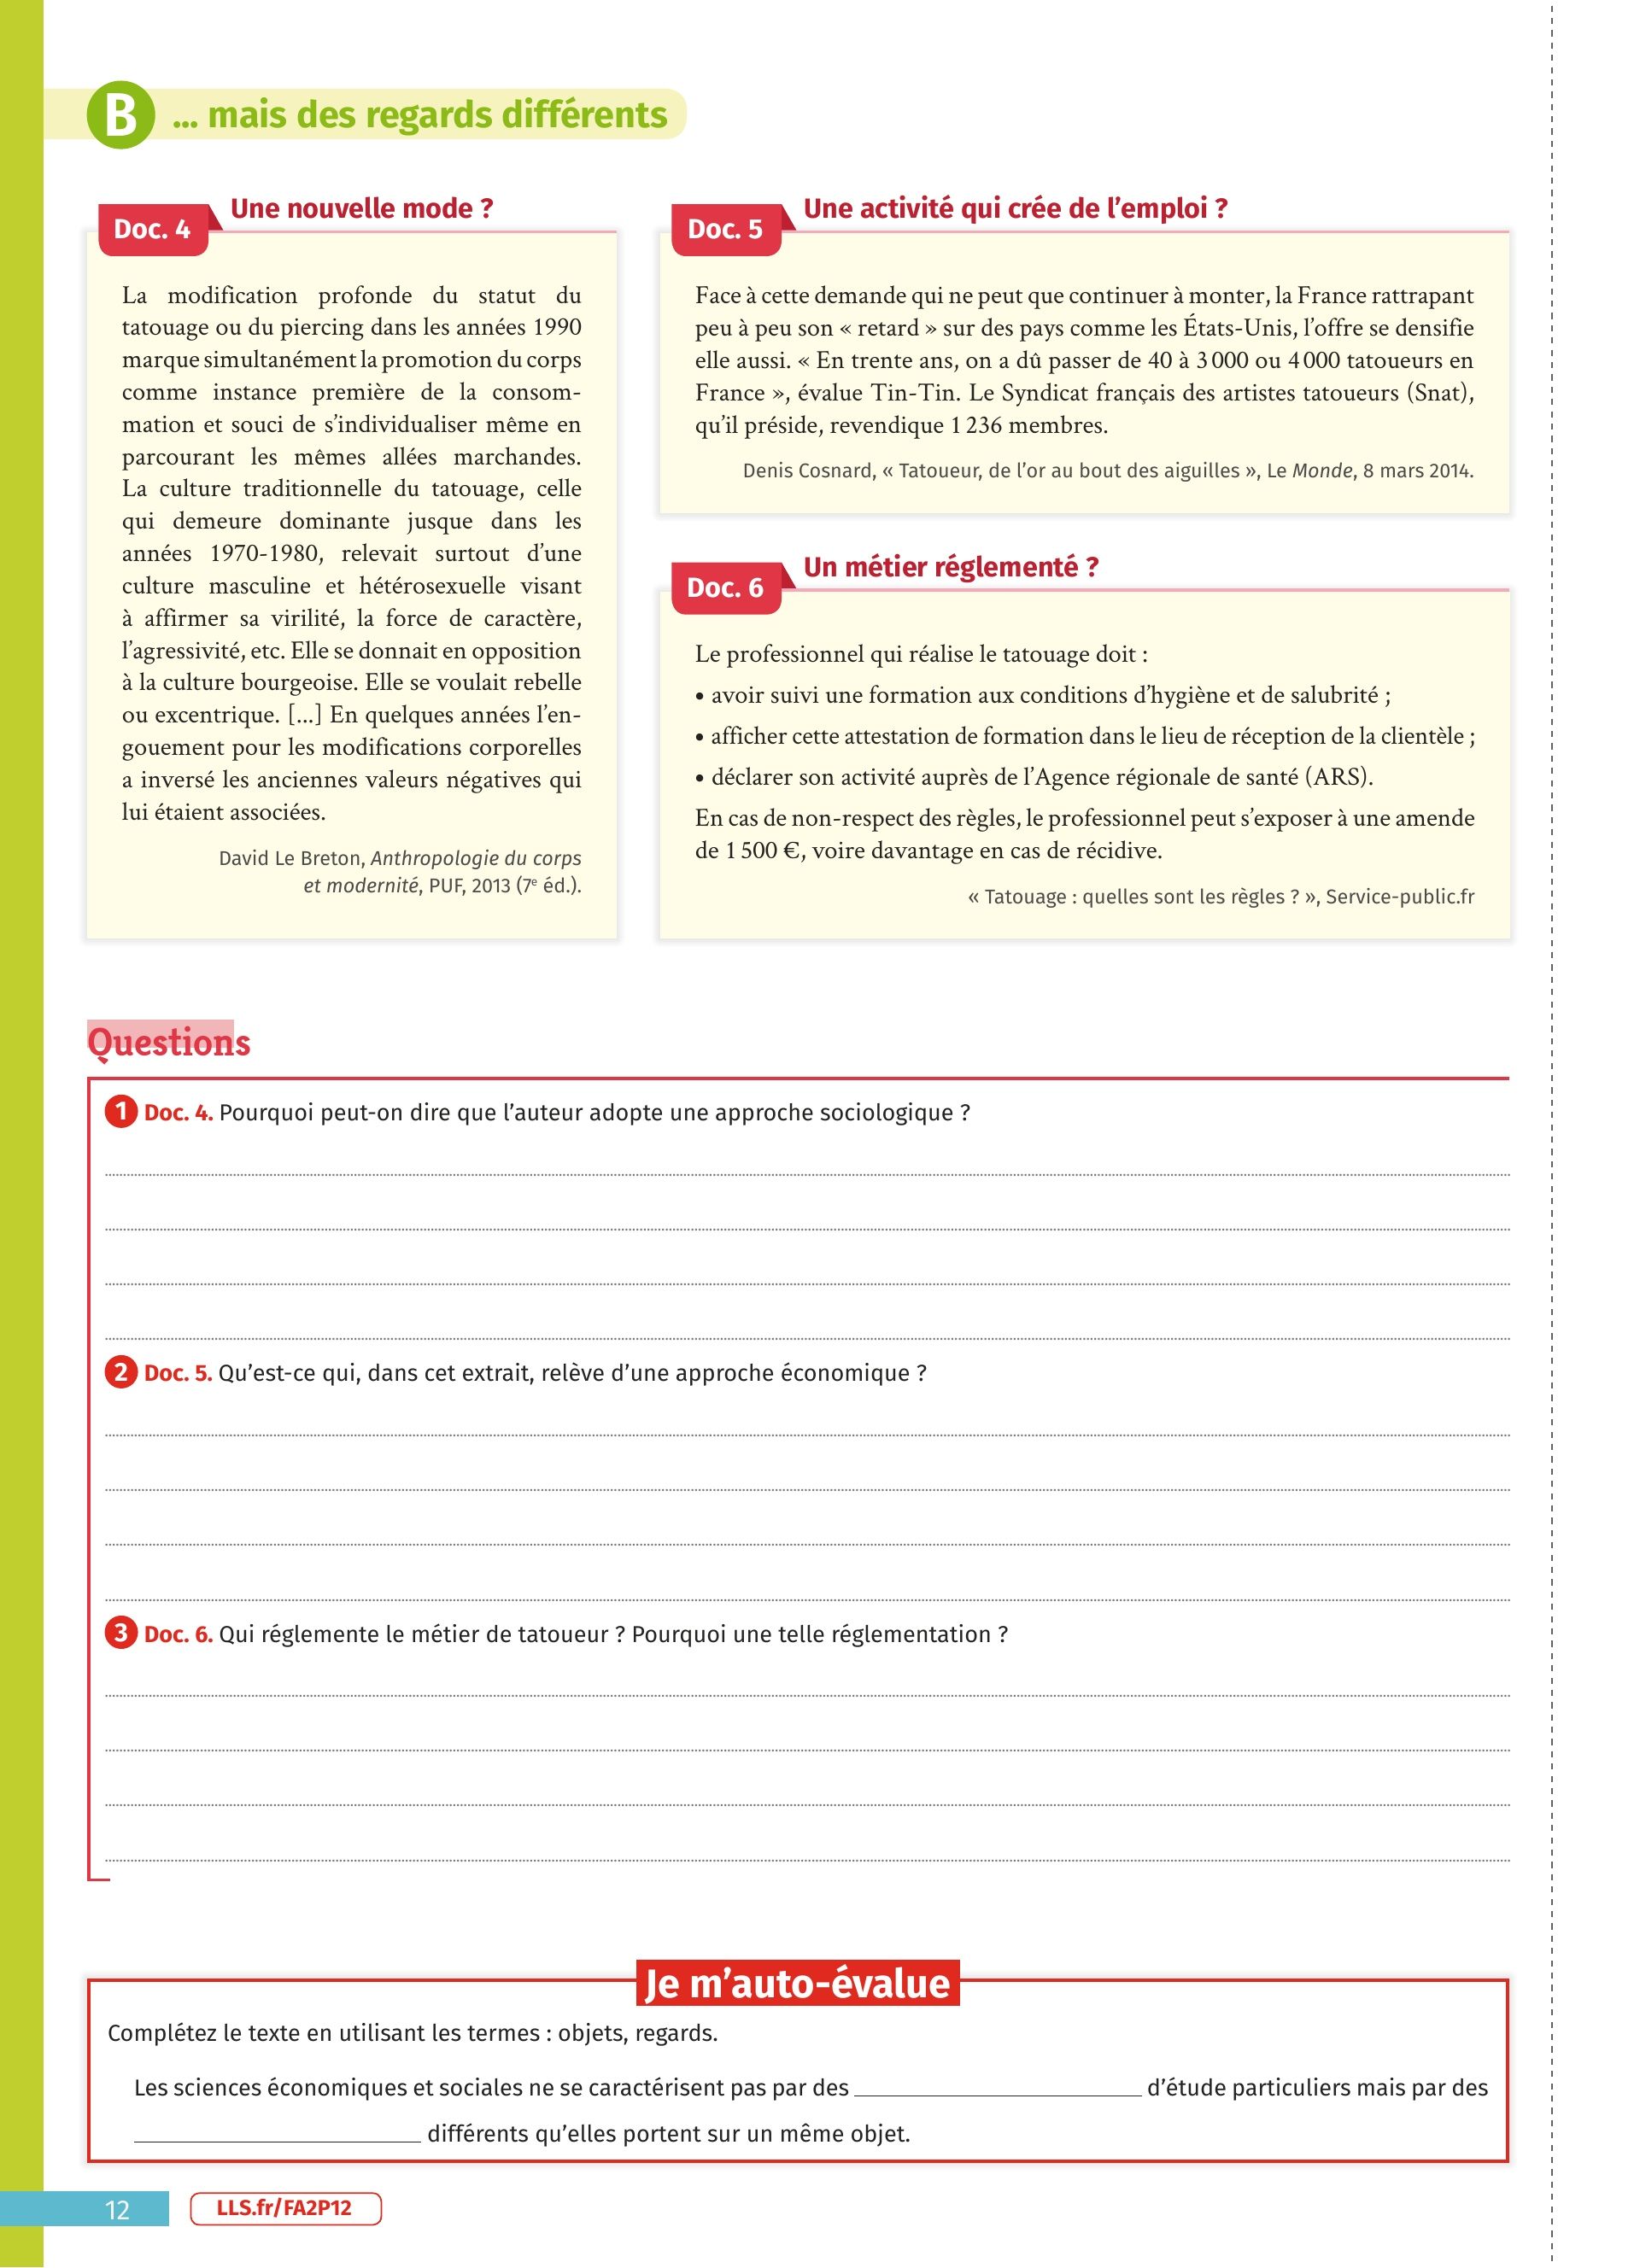 B ... mais des regards différents
Doc. 4 Une nouvelle mode ?
La modification profonde du statut du
tatouage ou du piercing dans les années 1990
marque simultanément la promotion du corps
comme instance première de la consom-
mation et souci de s'individualiser même en
parcourant les mêmes allées marchandes.
La culture traditionnelle du tatouage, celle
qui demeure dominante jusque dans les
années 1970-1980, relevait surtout d'une
culture masculine et hétérosexuelle visant
à affirmer sa virilité, la force de caractère,
l'agressivité, etc. Elle se donnait en opposition
à la culture bourgeoise. Elle se voulait rebelle
ou excentrique. [...] En quelques années l'en-
gouement pour les modifications corporelles
a inversé les anciennes valeurs négatives qui
lui étaient associées.
David Le Breton, Anthropologie du corps
et modernité, PUF, 2013 (7e éd.).
Doc. 5 Une activité qui crée de l'emploi ?
Face à cette demande qui ne peut que continuer à monter, la France rattrapant
peu à peu son « retard » sur des pays comme les États-Unis, l'offre se densifie
elle aussi. « En trente ans, on a dû passer de 40 à 3 000 ou 4 000 tatoueurs en
France », évalue Tin-Tin. Le Syndicat français des artistes tatoueurs (Snat),
qu'il préside, revendique 1 236 membres.
Denis Cosnard, « Tatoueur, de l'or au bout des aiguilles », Le Monde, 8 mars 2014.
Doc. 6 Un métier réglementé ?
Le professionnel qui réalise le tatouage doit :
• avoir suivi une formation aux conditions d'hygiène et de salubrité ;
• afficher cette attestation de formation dans le lieu de réception de la clientèle ;
• déclarer son activité auprès de l'Agence régionale de santé (ARS).
En cas de non-respect des règles, le professionnel peut s'exposer à une amende
de 1 500 €, voire davantage en cas de récidive.
« Tatouage : quelles sont les règles ? », Service-public.fr
Questions
1 Doc. 4. Pourquoi peut-on dire que l'auteur adopte une approche sociologique ?
2 Doc. 5. Qu'est-ce qui, dans cet extrait, relève d'une approche économique ?
3 Doc. 6. Qui réglemente le métier de tatoueur ? Pourquoi une telle réglementation ?
Je m'auto-évalue
Complétez le texte en utilisant les termes : objets, regards.
Les sciences économiques et sociales ne se caractérisent pas par des ____ d'étude particuliers mais par des
____ différents qu'elles portent sur un même objet.
12 LLS.fr/FA2P12